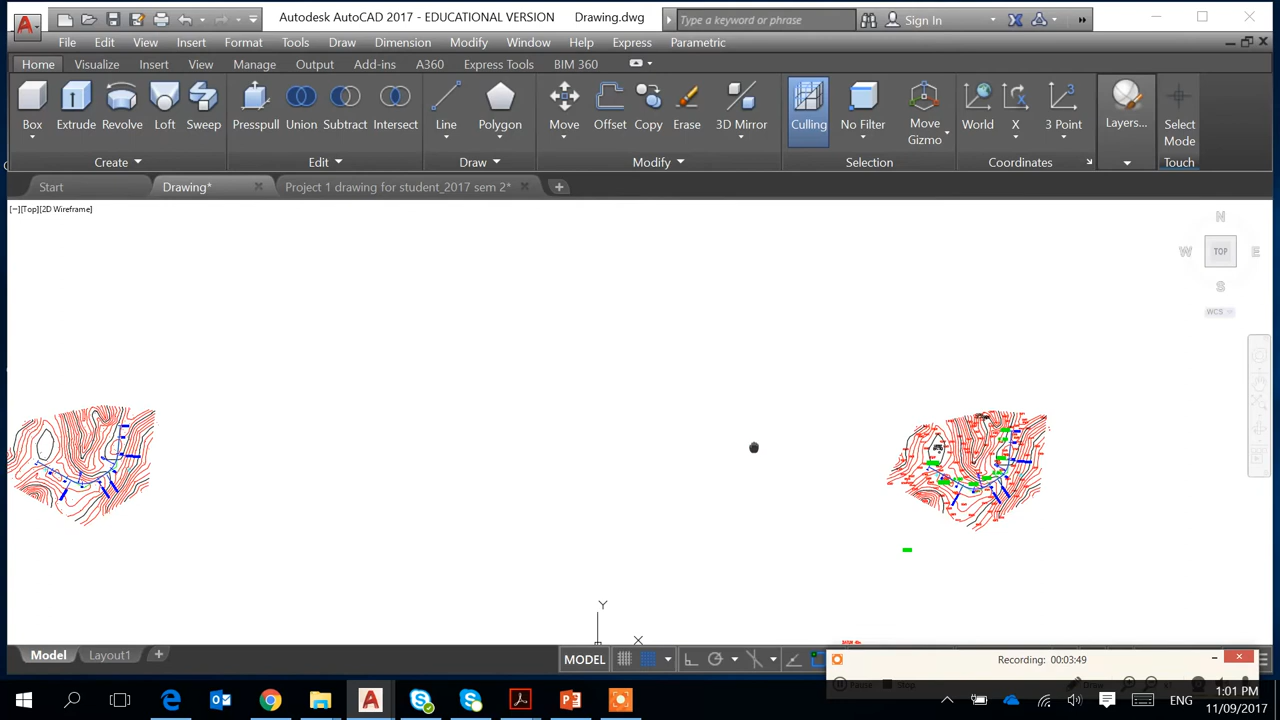 Autodesk AutoCAD 2017 - EDUCATIONAL VERSION Drawing.dwg Type a keyword or phrase Sign In
File Edit View Insert Format Tools Draw Dimension Modify Window Help Express Parametric
Home Visualize Insert View Manage Output Add-ins A360 Express Tools BIM 360
Box Extrude Revolve Loft Sweep Presspull Union Subtract Intersect Line Polygon Move Offset Copy Erase 3D Mirror Culling No Filter Move Gizmo World X 3 Point Layers... Select Mode
Create Edit Draw Modify Selection Coordinates Touch
Start Drawing* Project 1 drawing for student_2017 sem 2*
[−][Top][2D Wireframe]
N
W TOP E
S
WCS
Y
X
Model Layout1 MODEL
Recording: 00:03:49
Pause Stop Draw
ENG 1:01 PM
11/09/2017